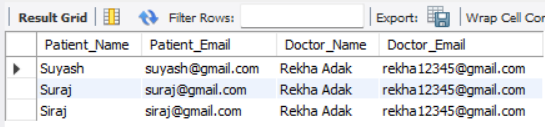 Result Grid Filter Rows: Export: Wrap Cell Cor
Patient_Name Patient_Email Doctor_Name Doctor_Email
Suyash suyash@gmail.com Rekha Adak rekha12345@gmail.com
Suraj suraj@gmail.com Rekha Adak rekha12345@gmail.com
Siraj siraj@gmail.com Rekha Adak rekha12345@gmail.com